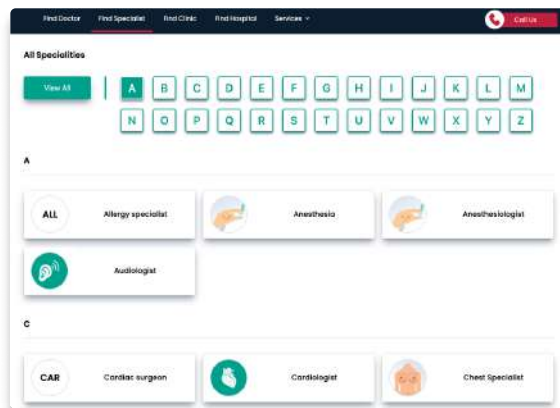 Find Doctor Find Specialist Find Clinic Find Hospital Services Call Us
All Specialities
View All A B C D E F G H I J K L M
N O P Q R S T U V W X Y Z
A
ALL Allergy specialist Anesthesia Anesthesiologist
Audiologist
C
CAR Cardiac surgeon Cardiologist Chest Specialist